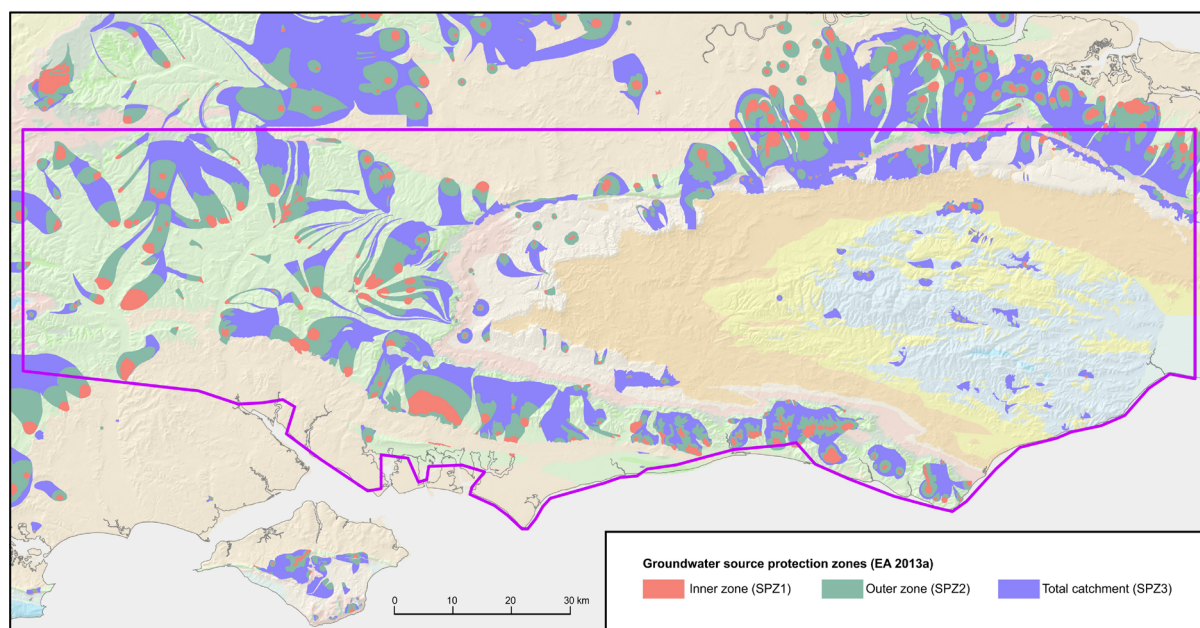 Groundwater source protection zones (EA 2013a)
Inner zone (SPZ1) Outer zone (SPZ2) Total catchment (SPZ3)
0 10 20 30 km